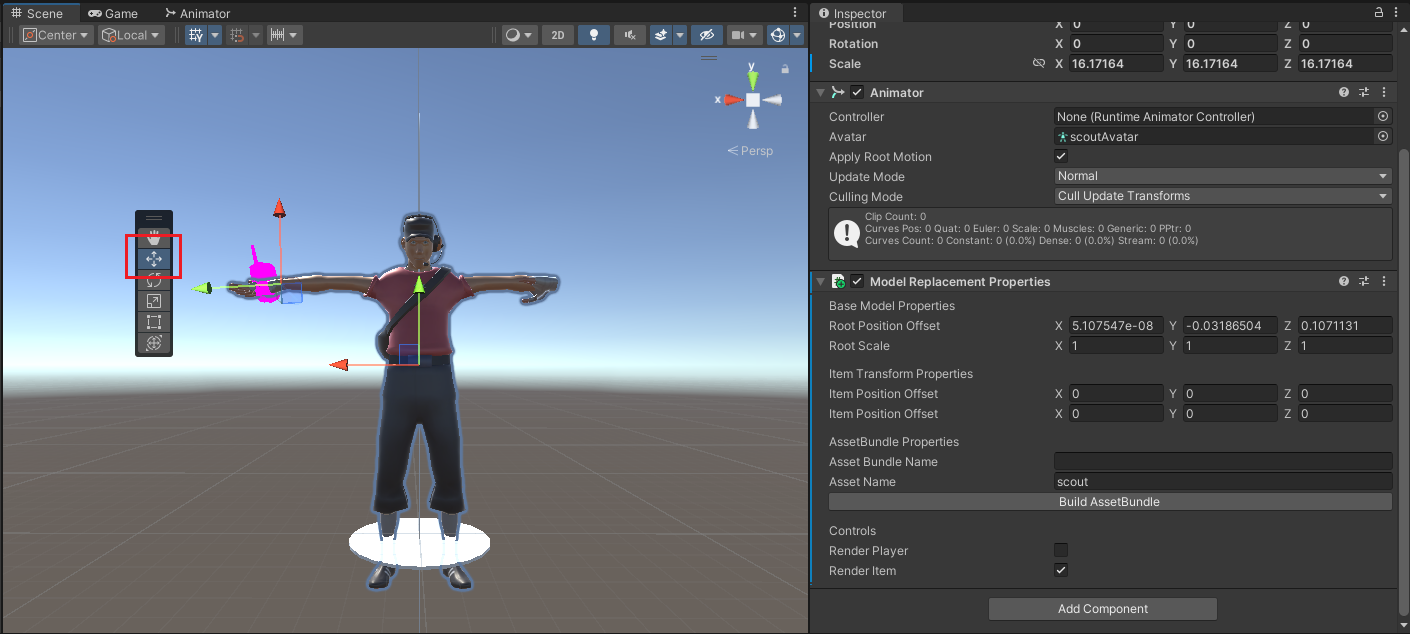 Scene Game Animator
Center Local 2D
y
x
Persp
Inspector
Position X 0 Y 0 Z 0
Rotation X 0 Y 0 Z 0
Scale X 16.17164 Y 16.17164 Z 16.17164
Animator
Controller None (Runtime Animator Controller)
Avatar scoutAvatar
Apply Root Motion
Update Mode Normal
Culling Mode Cull Update Transforms
Clip Count: 0
Curves Pos: 0 Quat: 0 Euler: 0 Scale: 0 Muscles: 0 Generic: 0 PPtr: 0
Curves Count: 0 Constant: 0 (0.0%) Dense: 0 (0.0%) Stream: 0 (0.0%)
Model Replacement Properties
Base Model Properties
Root Position Offset X 5.107547e-08 Y -0.03186504 Z 0.1071131
Root Scale X 1 Y 1 Z 1
Item Transform Properties
Item Position Offset X 0 Y 0 Z 0
Item Position Offset X 0 Y 0 Z 0
AssetBundle Properties
Asset Bundle Name
Asset Name scout
Build AssetBundle
Controls
Render Player
Render Item
Add Component